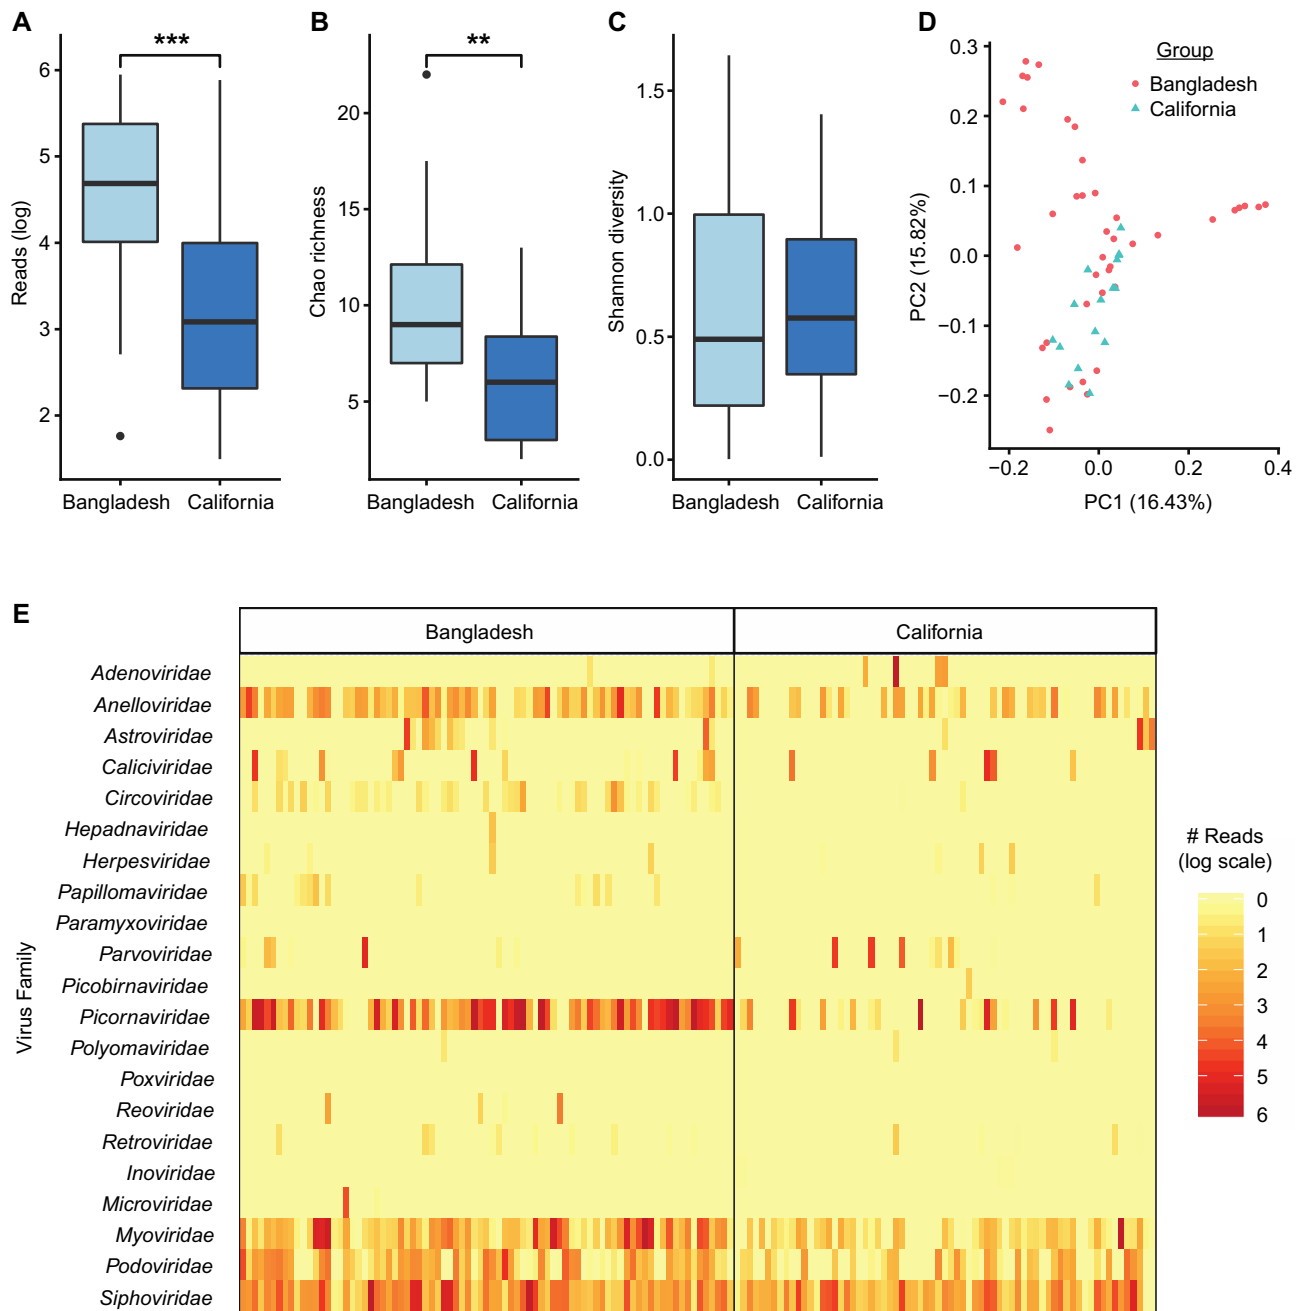 A
***
6
5
4
3
2
Reads (log)
Bangladesh California
B
**
20
15
10
5
Chao richness
Bangladesh California
C
1.5
1.0
0.5
0.0
Shannon diversity
Bangladesh California
D
Group
Bangladesh
California
0.3
0.2
0.1
0.0
−0.1
−0.2
PC2 (15.82%)
−0.2 0.0 0.2 0.4
PC1 (16.43%)
E
Bangladesh California
Virus Family
Adenoviridae
Anelloviridae
Astroviridae
Caliciviridae
Circoviridae
Hepadnaviridae
Herpesviridae
Papillomaviridae
Paramyxoviridae
Parvoviridae
Picobirnaviridae
Picornaviridae
Polyomaviridae
Poxviridae
Reoviridae
Retroviridae
Inoviridae
Microviridae
Myoviridae
Podoviridae
Siphoviridae
# Reads
(log scale)
0
1
2
3
4
5
6